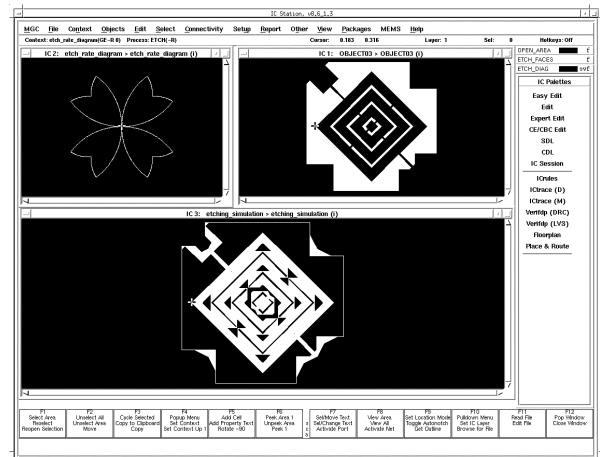 IC Station, v8.6_1.3
MGC File Context Objects Edit Select Connectivity Setup Report Other View Packages MEMS Help
Context: etch_rate_diagram(GE-R 0) Process: ETCH(-R) Cursor: 0.183 0.316 Layer: 1 Sel: 0 Hotkeys: Off
IC 2: etch_rate_diagram > etch_rate_diagram (i)
IC 1: OBJECT03 > OBJECT03 (i)
OPEN_AREA f
ETCH_FACES f
ETCH_DIAG
IC Palettes
Easy Edit
Edit
Expert Edit
CE/CBC Edit
SDL
CDL
IC Session
ICrules
ICtrace (D)
ICtrace (M)
Verifdp (DRC)
Verifdp (LVS)
Floorplan
Place & Route
IC 3: etching_simulation > etching_simulation (i)
F1 F2 F3 F4 F5 F6 F7 F8 F9 F10 F11 F12
Select Area Unselect All Cycle Selected Popup Menu Add Cell Peek Area 1 Sel/Move Text View Area Set Location Mode Pulldown Menu Read File Pop Window
Reselect Unselect Area Copy to Clipboard Set Context Add Property Text Unpeek Area Sel/Change Text View All Toggle Autonotch Set IC Layer Edit File Close Window
Reopen Selection Move Copy Set Context Up 1 Rotate -90 Peek 1 Activate Port Activate Net Get Outline Browse for File